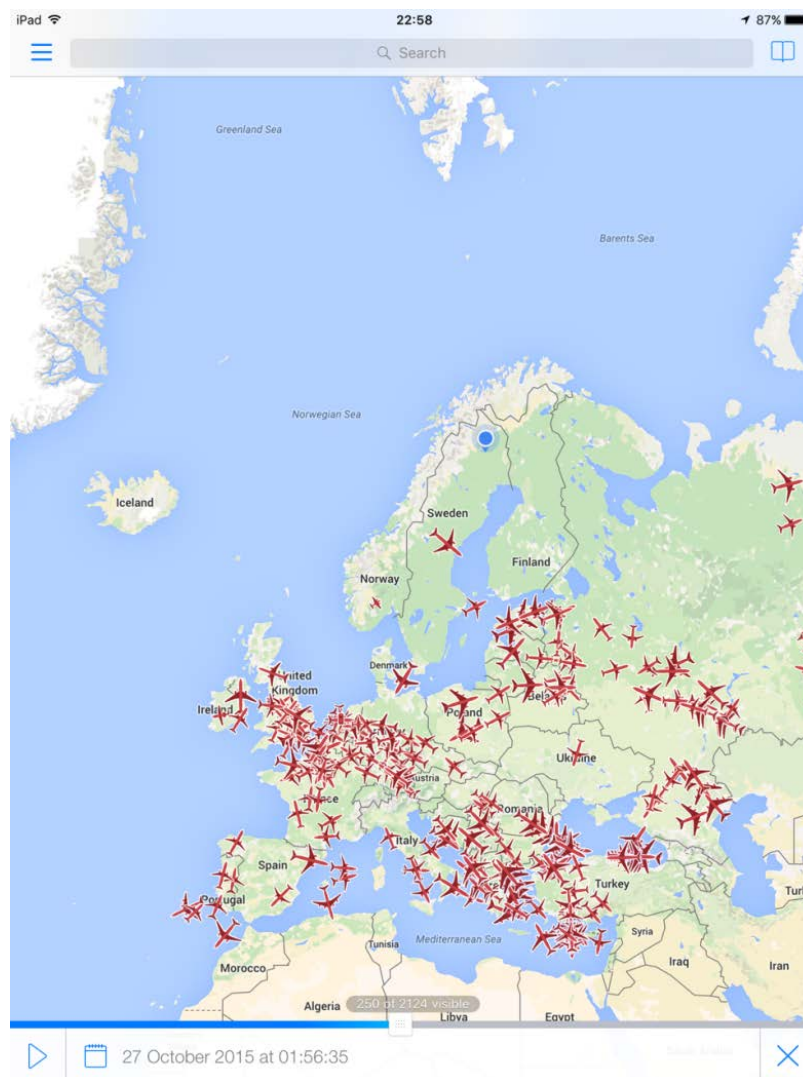 iPad 22:58 87%
Search
Greenland Sea
Barents Sea
Norwegian Sea
Iceland
Sweden
Finland
Norway
Denmark
United
Kingdom
Ireland
Poland
Ukraine
Austria
France
Romania
Italy
Spain
Turkey
Portugal
Syria
Tunisia
Mediterranean Sea
Iraq
Iran
Morocco
Algeria
250 of 2124 visible
Libya
Egypt
27 October 2015 at 01:56:35